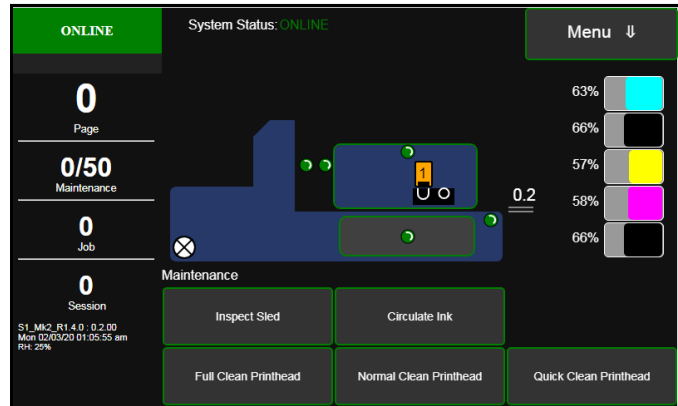 ONLINE
System Status: ONLINE
Menu ⇓
0
Page
0/50
Maintenance
0
Job
0
Session
S1_Mk2_R1.4.0 : 0.2.00
Mon 02/03/20 01:05:55 am
RH: 25%
1
0.2
63%
66%
57%
58%
66%
Maintenance
Inspect Sled
Circulate Ink
Full Clean Printhead
Normal Clean Printhead
Quick Clean Printhead